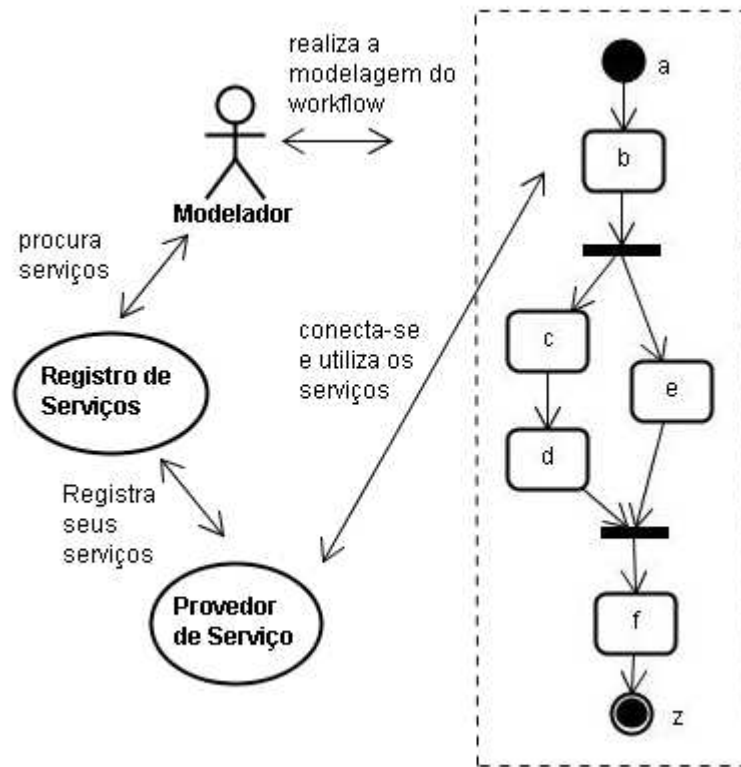 realiza a
modelagem do
workflow
Modelador
procura
serviços
Registro de
Serviços
Registra
seus
serviços
Provedor
de Serviço
conecta-se
e utiliza os
serviços
a
b
c
e
d
f
z